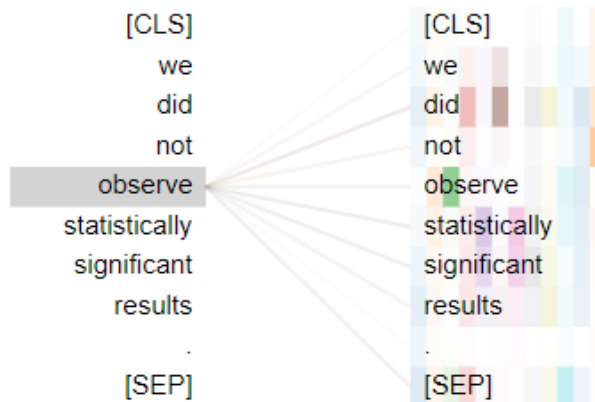 [CLS] [CLS]
we we
did did
not not
observe observe
statistically statistically
significant significant
results results
. .
[SEP] [SEP]